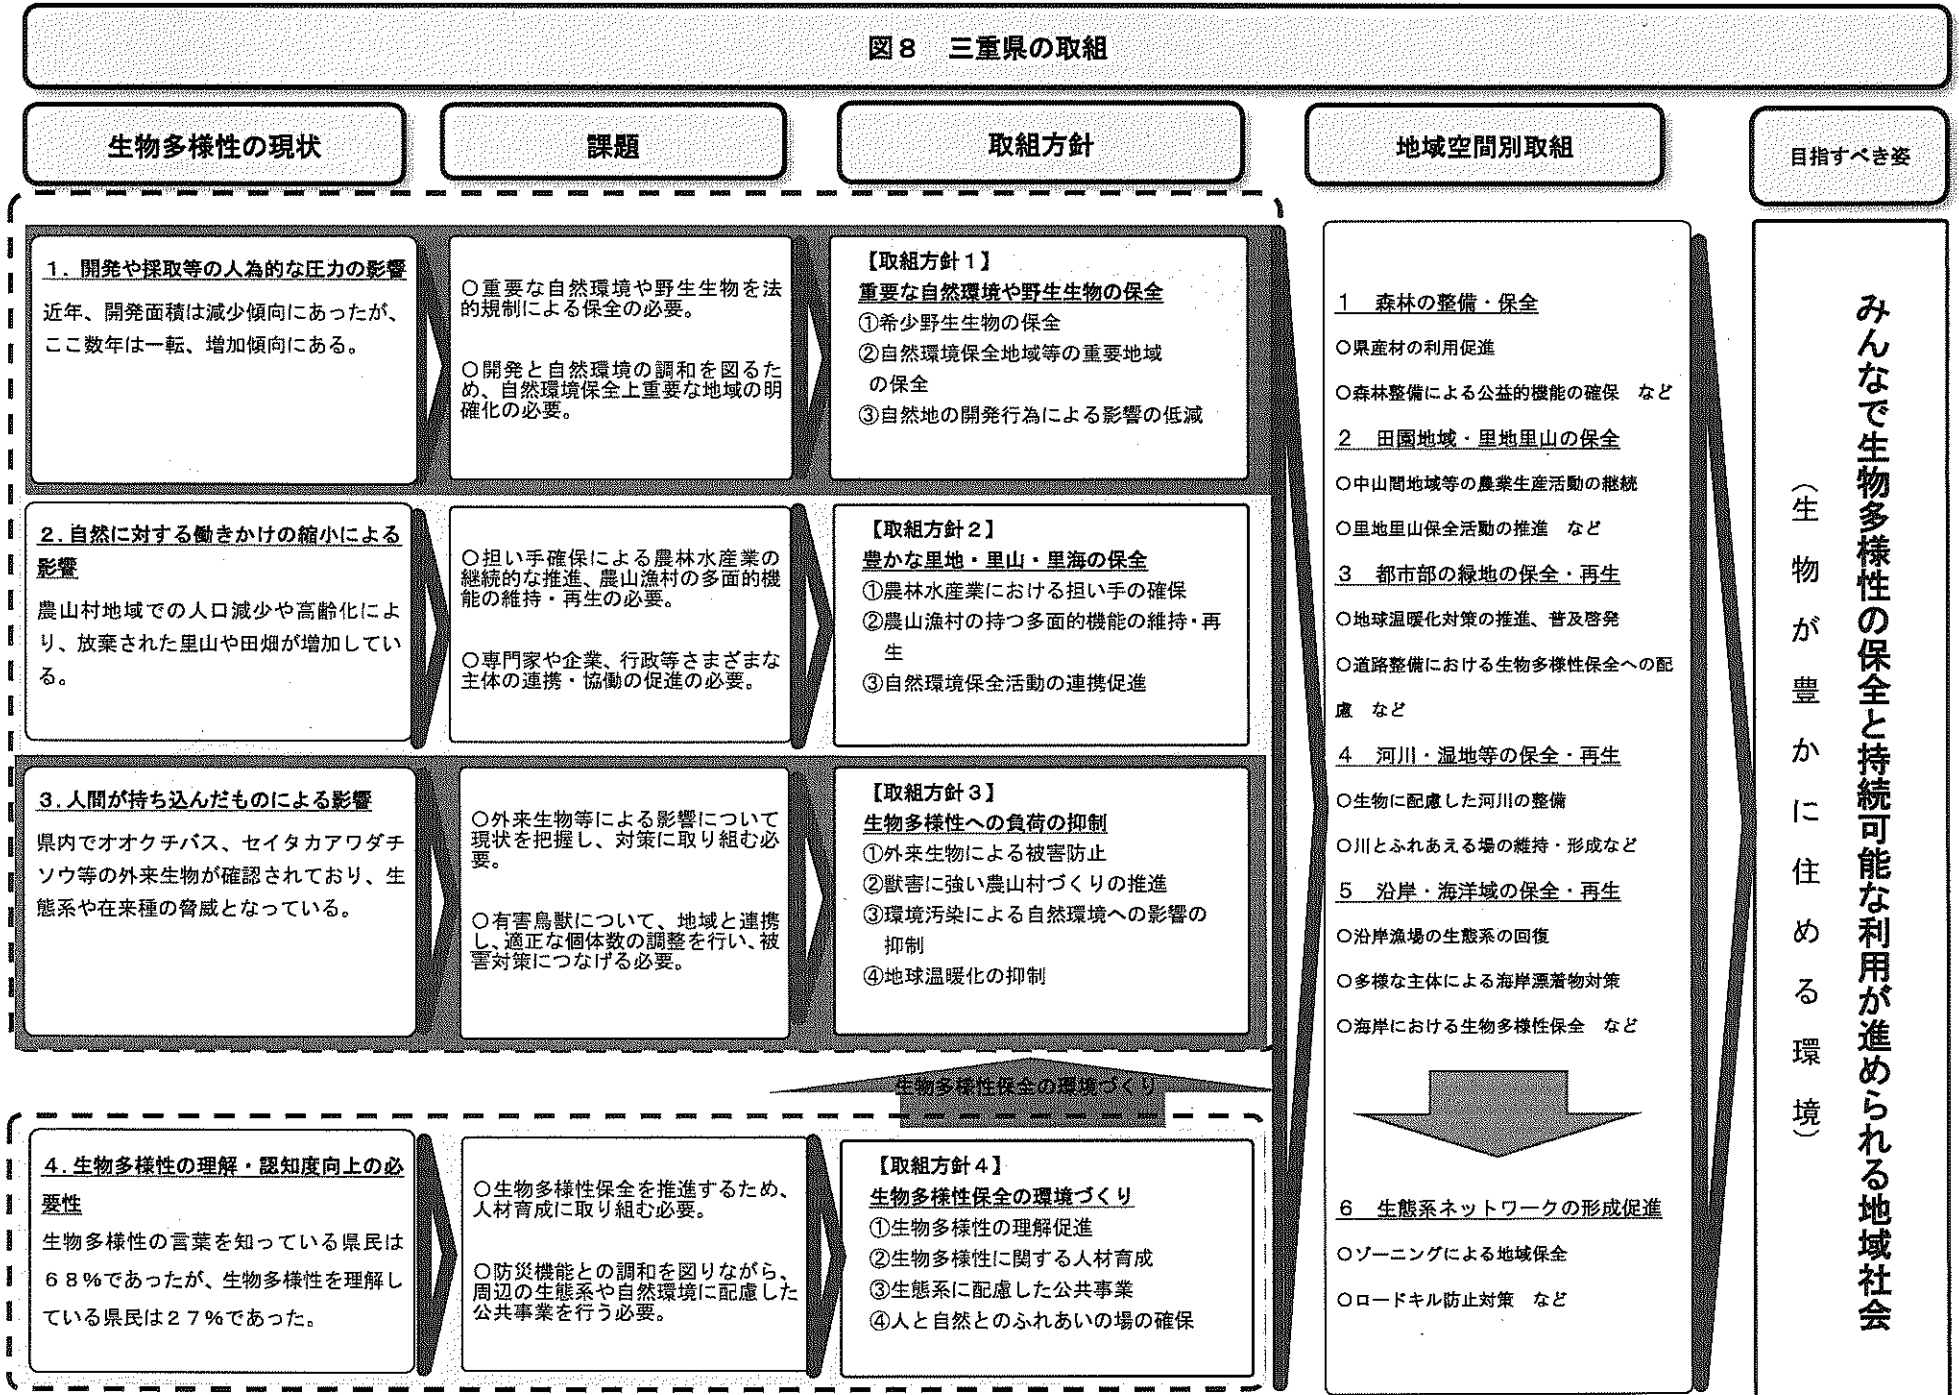 図８　三重県の取組
生物多様性の現状
課題
取組方針
地域空間別取組
目指すべき姿
１．開発や採取等の人為的な圧力の影響
近年、開発面積は減少傾向にあったが、
ここ数年は一転、増加傾向にある。
○重要な自然環境や野生生物を法
的規制による保全の必要。
○開発と自然環境の調和を図るた
め、自然環境保全上重要な地域の明
確化の必要。
【取組方針１】
重要な自然環境や野生生物の保全
①希少野生生物の保全
②自然環境保全地域等の重要地域
の保全
③自然地の開発行為による影響の低減
２．自然に対する働きかけの縮小による
影響
農山村地域での人口減少や高齢化によ
り、放棄された里山や田畑が増加してい
る。
○担い手確保による農林水産業の
継続的な推進、農山漁村の多面的機
能の維持・再生の必要。
○専門家や企業、行政等さまざまな
主体の連携・協働の促進の必要。
【取組方針２】
豊かな里地・里山・里海の保全
①農林水産業における担い手の確保
②農山漁村の持つ多面的機能の維持・再
生
③自然環境保全活動の連携促進
３．人間が持ち込んだものによる影響
県内でオオクチバス、セイタカアワダチ
ソウ等の外来生物が確認されており、生
態系や在来種の脅威となっている。
○外来生物等による影響について
現状を把握し、対策に取り組む必
要。
○有害鳥獣について、地域と連携
し、適正な個体数の調整を行い、被
害対策につなげる必要。
【取組方針３】
生物多様性への負荷の抑制
①外来生物による被害防止
②獣害に強い農山村づくりの推進
③環境汚染による自然環境への影響の
抑制
④地球温暖化の抑制
生物多様性保全の環境づくり
４．生物多様性の理解・認知度向上の必
要性
生物多様性の言葉を知っている県民は
６８％であったが、生物多様性を理解し
ている県民は２７％であった。
○生物多様性保全を推進するため、
人材育成に取り組む必要。
○防災機能との調和を図りながら、
周辺の生態系や自然環境に配慮した
公共事業を行う必要。
【取組方針４】
生物多様性保全の環境づくり
①生物多様性の理解促進
②生物多様性に関する人材育成
③生態系に配慮した公共事業
④人と自然とのふれあいの場の確保
１　森林の整備・保全
○県産材の利用促進
○森林整備による公益的機能の確保　など
２　田園地域・里地里山の保全
○中山間地域等の農業生産活動の継続
○里地里山保全活動の推進　など
３　都市部の緑地の保全・再生
○地球温暖化対策の推進、普及啓発
○道路整備における生物多様性保全への配
慮　など
４　河川・湿地等の保全・再生
○生物に配慮した河川の整備
○川とふれあえる場の維持・形成など
５　沿岸・海洋域の保全・再生
○沿岸漁場の生態系の回復
○多様な主体による海岸漂着物対策
○海岸における生物多様性保全　など
６　生態系ネットワークの形成促進
○ゾーニングによる地域保全
○ロードキル防止対策　など
みんなで生物多様性の保全と持続可能な利用が進められる地域社会
（生物が豊かに住める環境）